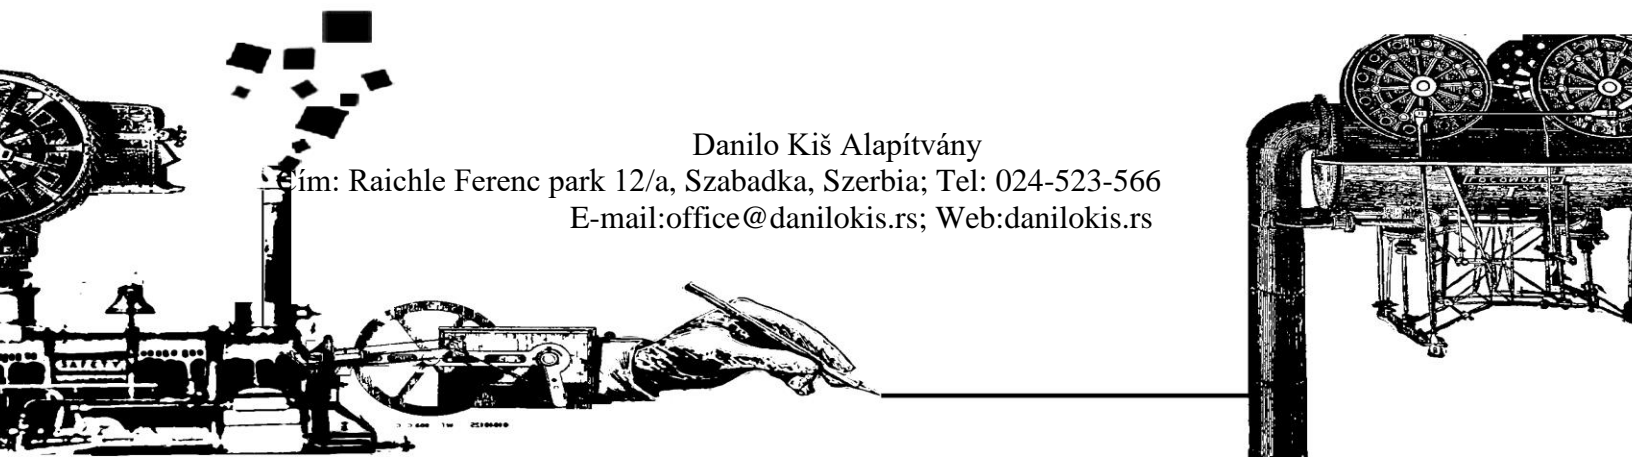 Danilo Kiš Alapítvány
Cím: Raichle Ferenc park 12/a, Szabadka, Szerbia; Tel: 024-523-566
E-mail:office@danilokis.rs; Web:danilokis.rs